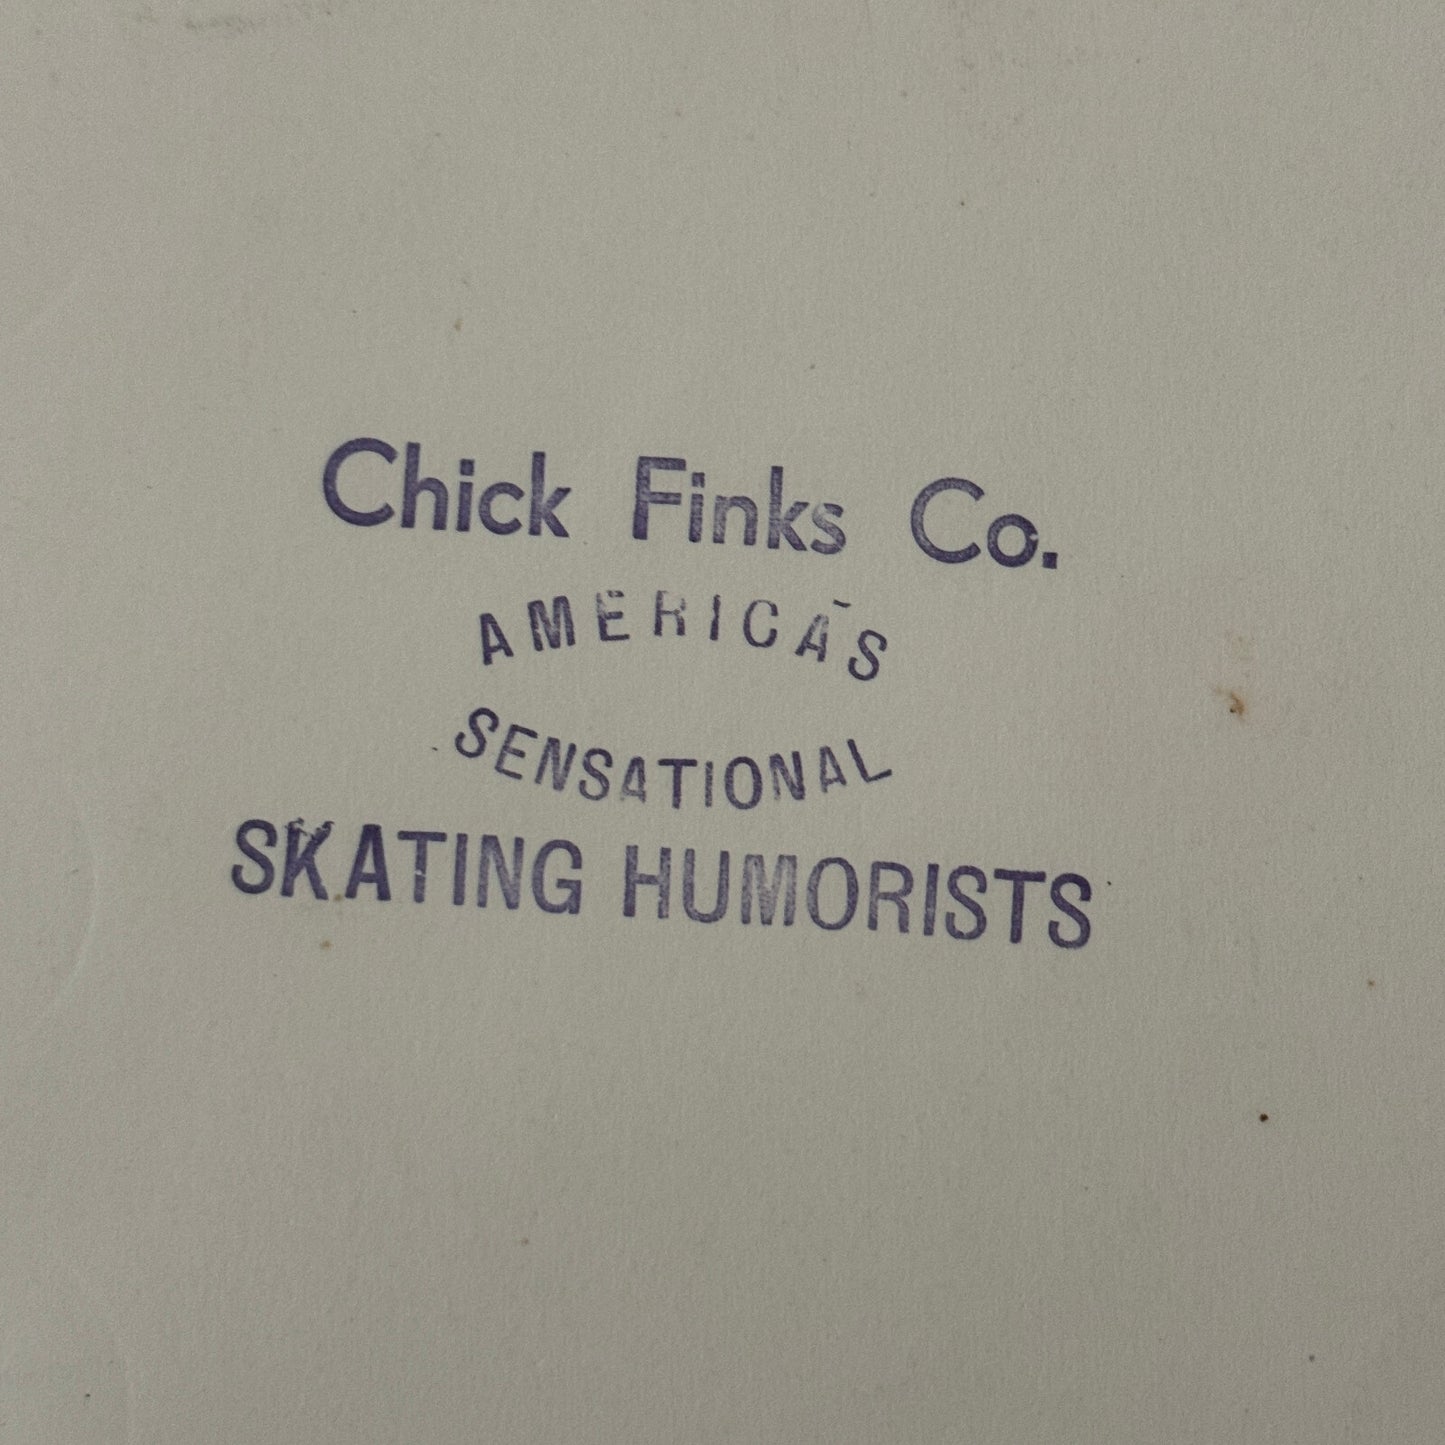 Chick Finks Co.
AMERICA'S
SENSATIONAL
SKATING HUMORISTS